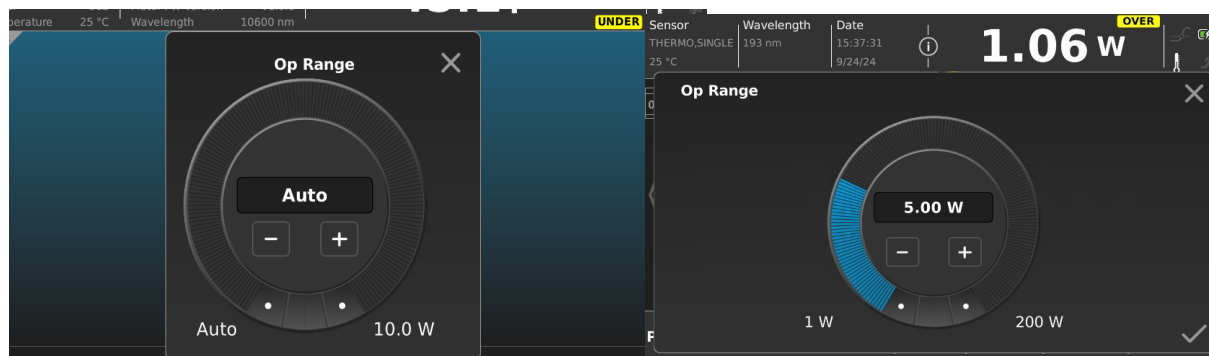 25 °C
Wavelength
10600 nm
UNDER
Op Range
Auto
−
+
Auto
10.0 W
Sensor
Wavelength
Date
OVER
THERMO,SINGLE
193 nm
15:37:31
1.06 W
25 °C
9/24/24
Op Range
5.00 W
−
+
1 W
200 W